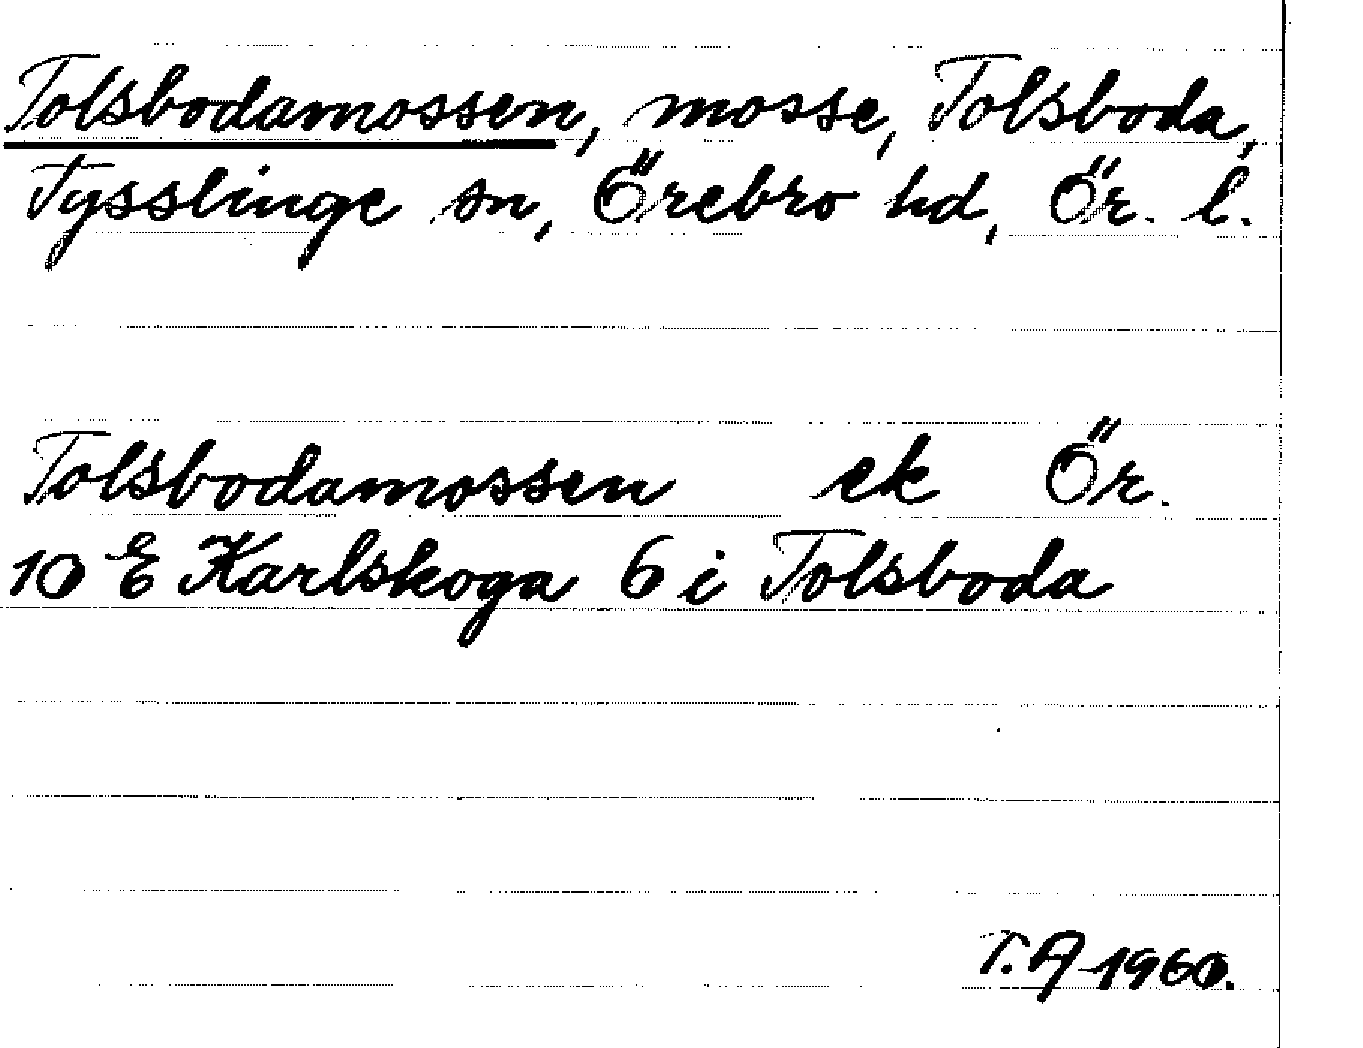 Tolsbodamossen, mosse, Tolsboda,
Tysslinge sn, Örebro hd, Ör. l.
Tolsbodamossen ek Ör.
10 E Karlskoga 6 i Tolsboda
T. A 1960.